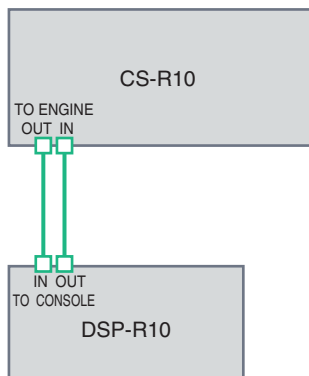 CS-R10
TO ENGINE
OUT IN
IN OUT
TO CONSOLE
DSP-R10